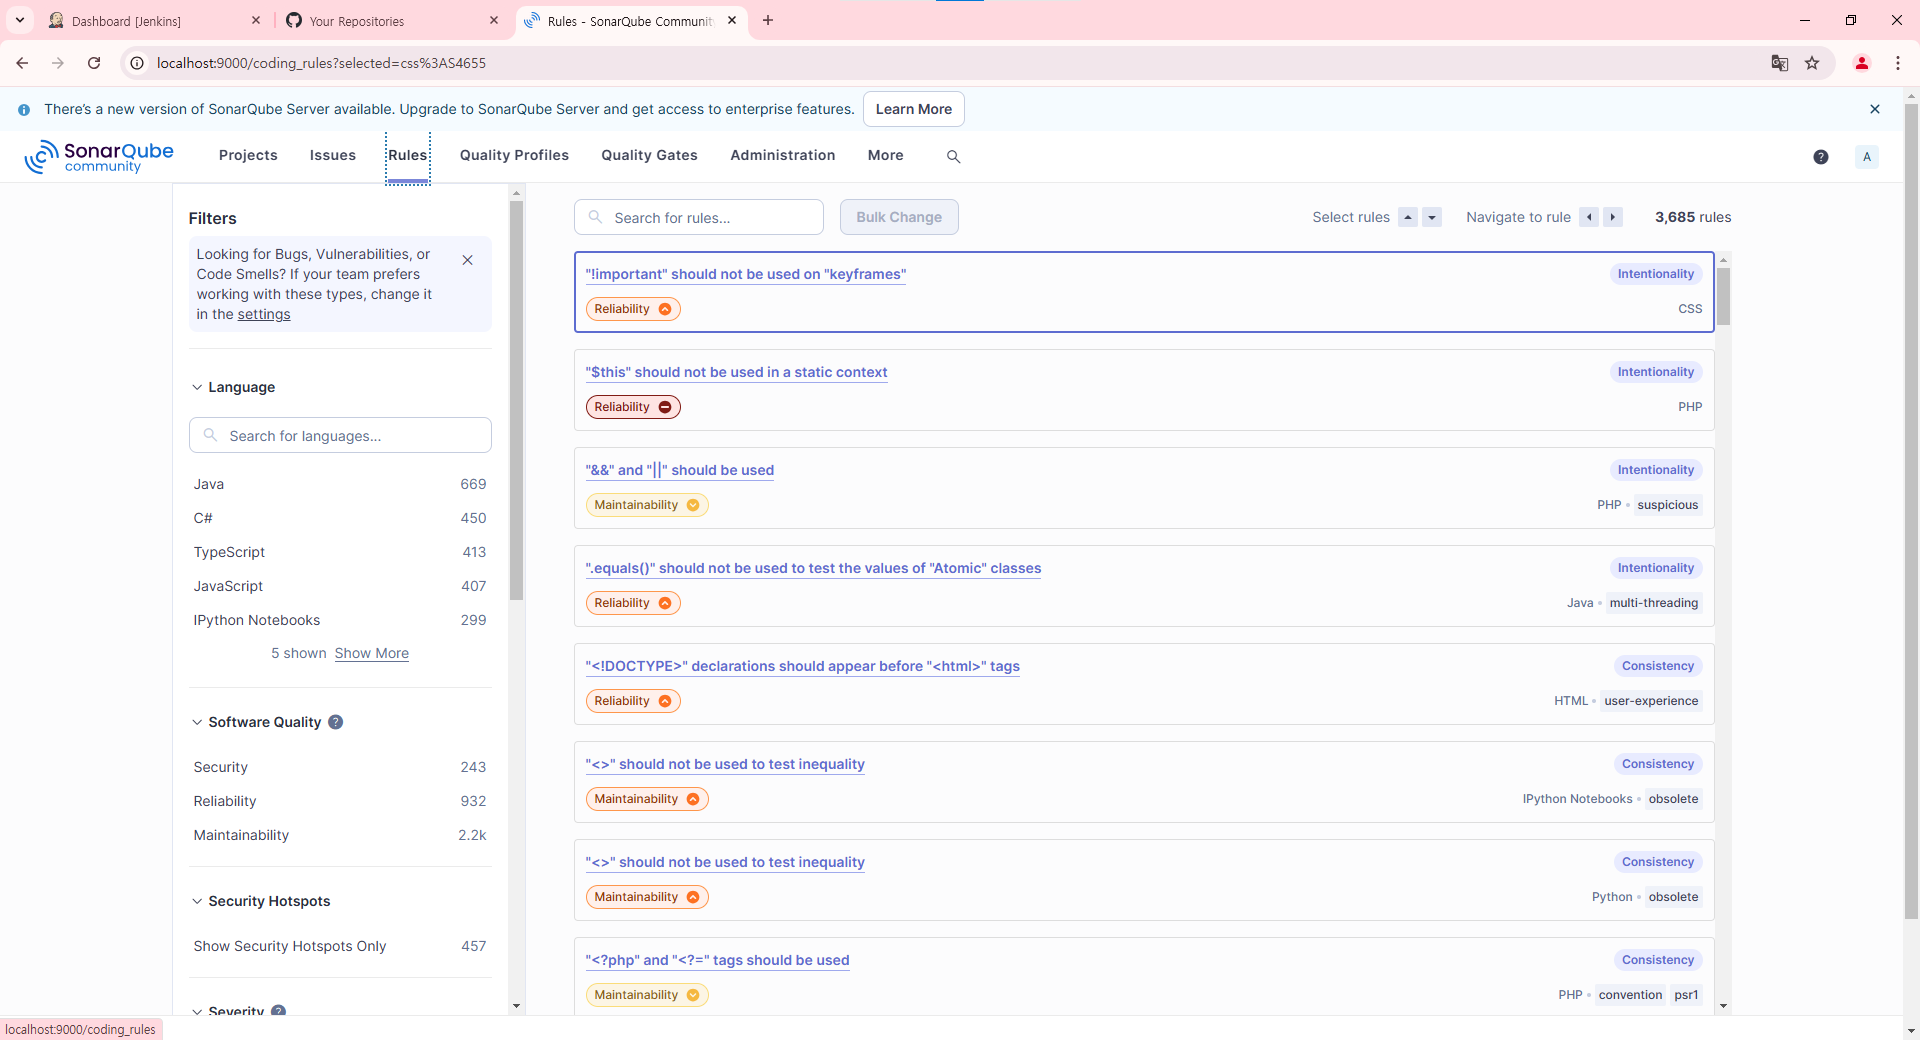 Dashboard [Jenkins]
Your Repositories
Rules - SonarQube Community
localhost:9000/coding_rules?selected=css%3AS4655
There's a new version of SonarQube Server available. Upgrade to SonarQube Server and get access to enterprise features.
Learn More
SonarQube
community
Projects
Issues
Rules
Quality Profiles
Quality Gates
Administration
More
A
Filters
Looking for Bugs, Vulnerabilities, or
Code Smells? If your team prefers
working with these types, change it
in the settings
Language
Search for languages...
Java 669
C# 450
TypeScript 413
JavaScript 407
IPython Notebooks 299
5 shown Show More
Software Quality ?
Security 243
Reliability 932
Maintainability 2.2k
Security Hotspots
Show Security Hotspots Only 457
Severity ?
Search for rules...
Bulk Change
Select rules
Navigate to rule
3,685 rules
"!important" should not be used on "keyframes"
Intentionality
Reliability
CSS
"$this" should not be used in a static context
Intentionality
Reliability
PHP
"&&" and "||" should be used
Intentionality
Maintainability
PHP • suspicious
".equals()" should not be used to test the values of "Atomic" classes
Intentionality
Reliability
Java • multi-threading
"<!DOCTYPE>" declarations should appear before "<html>" tags
Consistency
Reliability
HTML • user-experience
"<>" should not be used to test inequality
Consistency
Maintainability
IPython Notebooks • obsolete
"<>" should not be used to test inequality
Consistency
Maintainability
Python • obsolete
"<?php" and "<?=" tags should be used
Consistency
Maintainability
PHP • convention psr1
localhost:9000/coding_rules